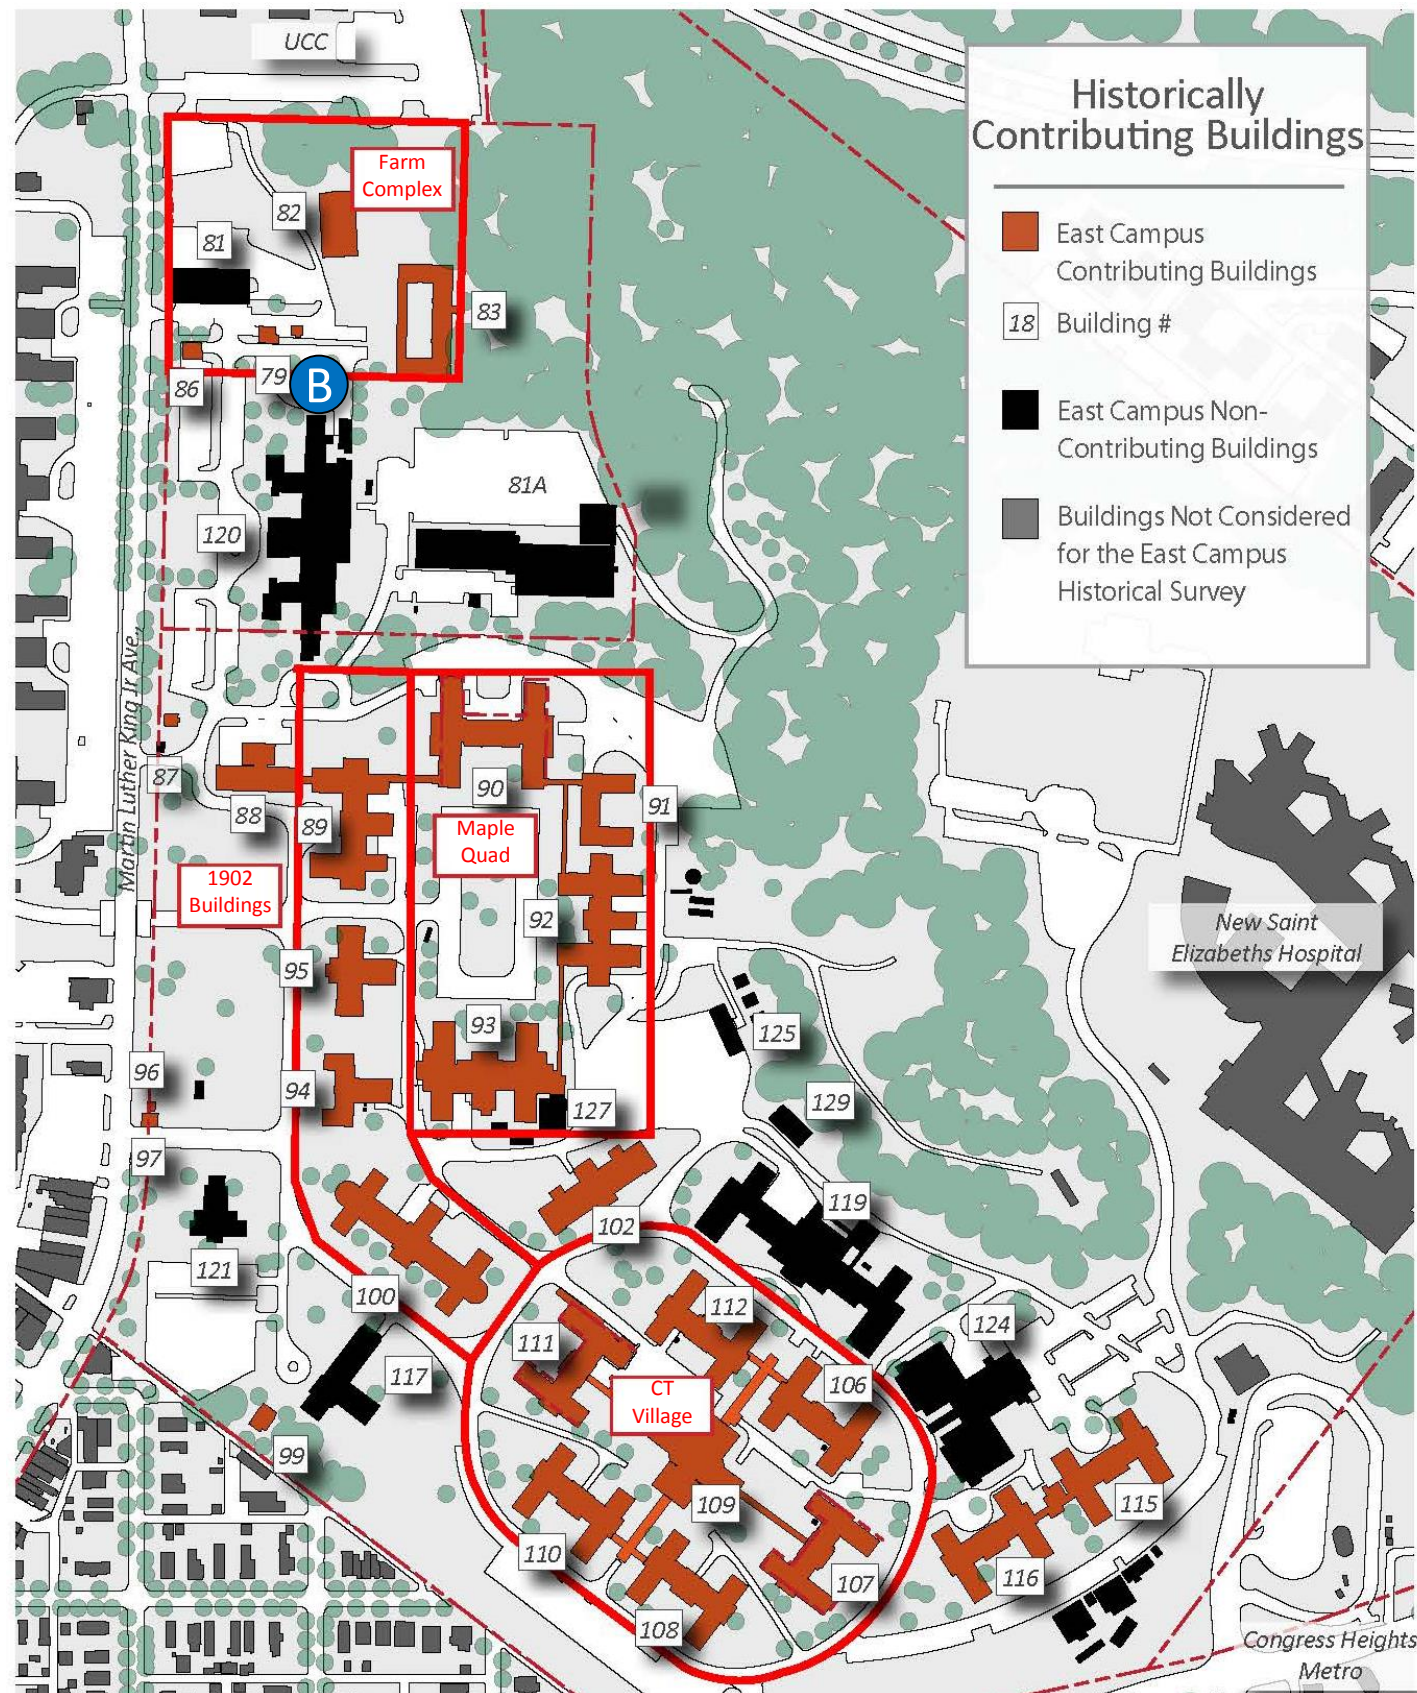 UCC
Historically
Contributing Buildings
East Campus
Contributing Buildings
18 Building #
East Campus Non-
Contributing Buildings
Buildings Not Considered
for the East Campus
Historical Survey
Farm
Complex
82
81
83
86
79
B
81A
120
Martin Luther King Jr Ave.,
87
88
89
90
91
Maple
Quad
1902
Buildings
92
New Saint
Elizabeths Hospital
95
93
125
96
94
127
129
97
119
102
121
100
112
124
111
117
106
CT
Village
99
109
115
110
107
116
108
Congress Heights
Metro